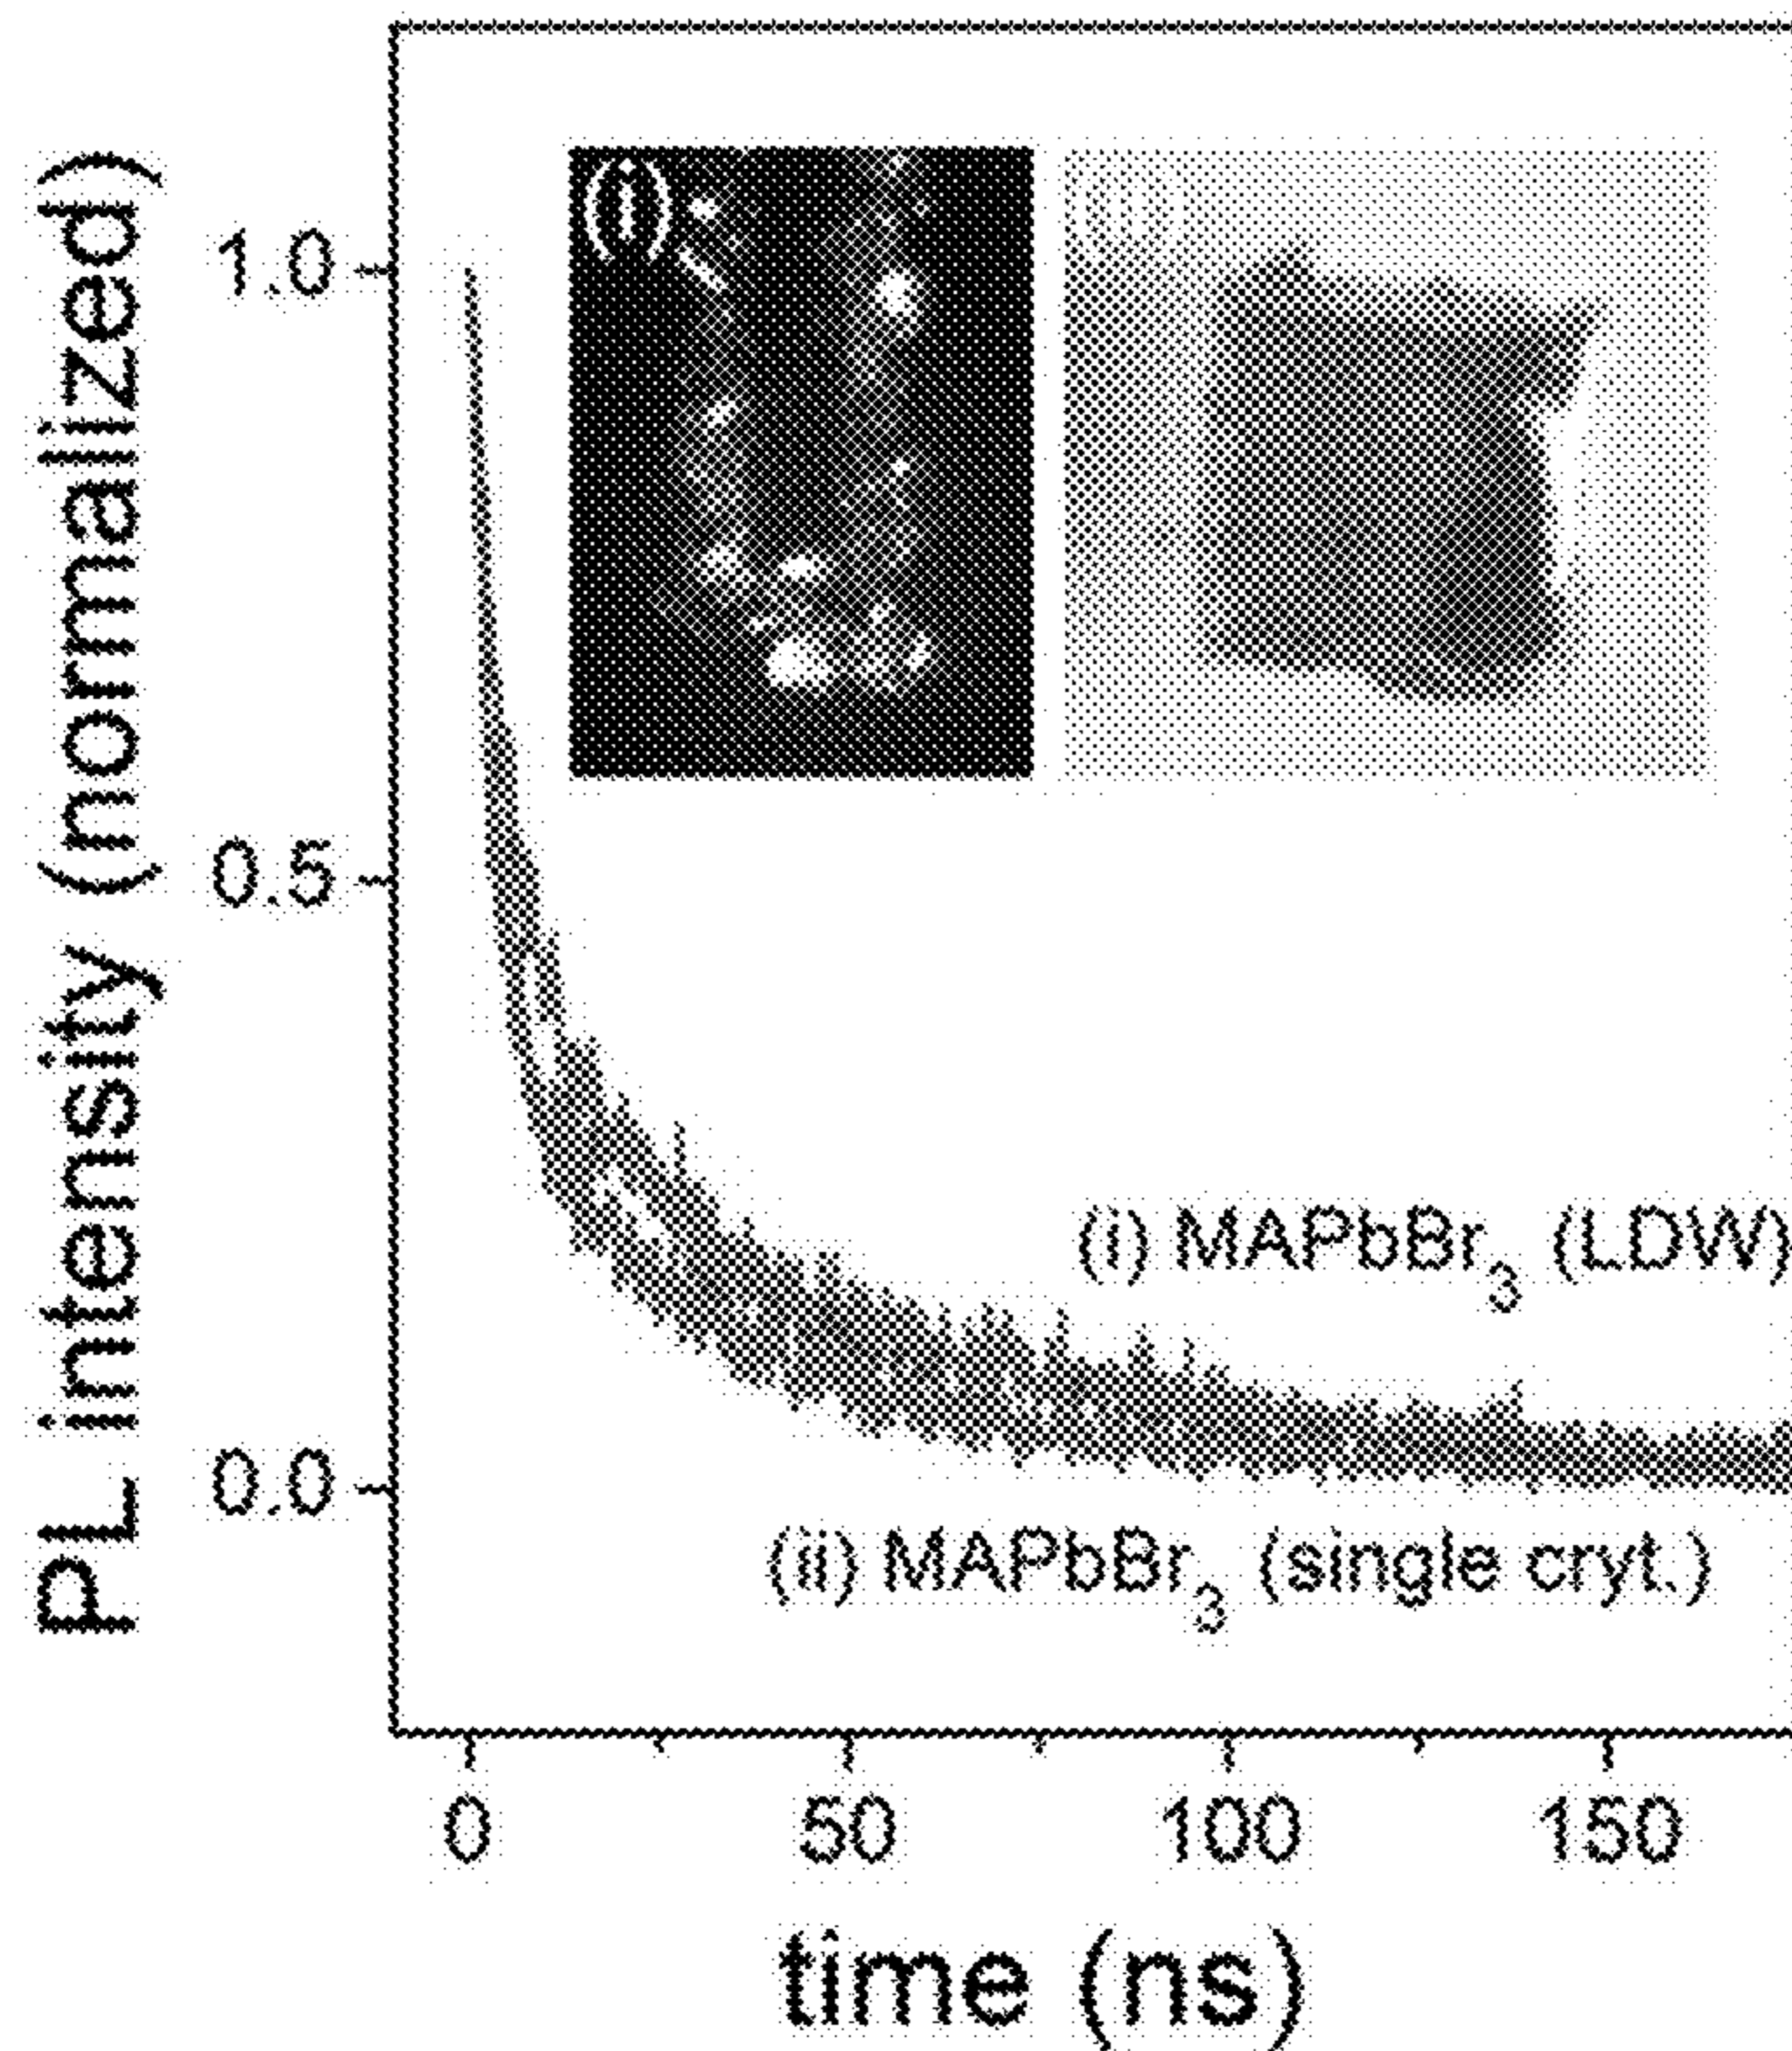 PL intensity (normalized)
1.0
0.5
0.0
(i)
(i) MAPbBr3 (LDW)
(ii) MAPbBr3 (single cryt.)
0 50 100 150
time (ns)